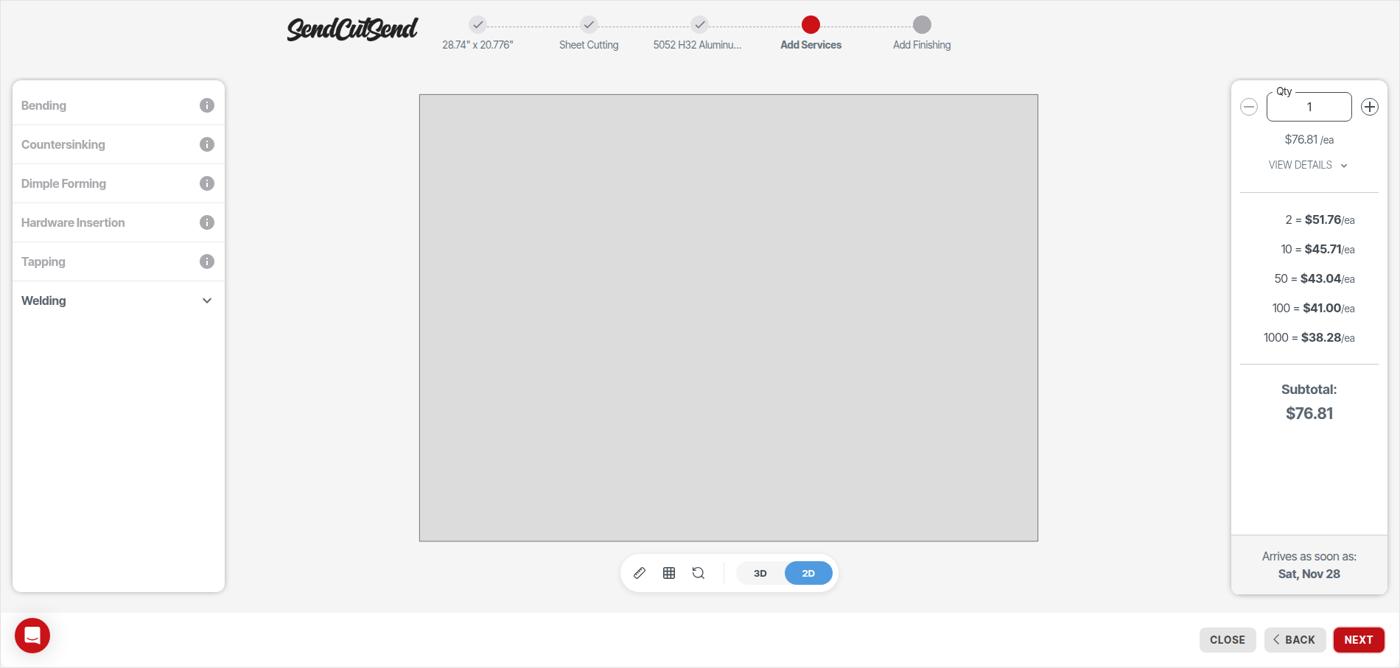 SendCutSend
28.74" x 20.776"
Sheet Cutting
5052 H32 Aluminu...
Add Services
Add Finishing
Bending
Countersinking
Dimple Forming
Hardware Insertion
Tapping
Welding
Qty
1
$76.81 /ea
VIEW DETAILS
2 = $51.76/ea
10 = $45.71/ea
50 = $43.04/ea
100 = $41.00/ea
1000 = $38.28/ea
Subtotal:
$76.81
Arrives as soon as:
Sat, Nov 28
3D
2D
CLOSE
BACK
NEXT